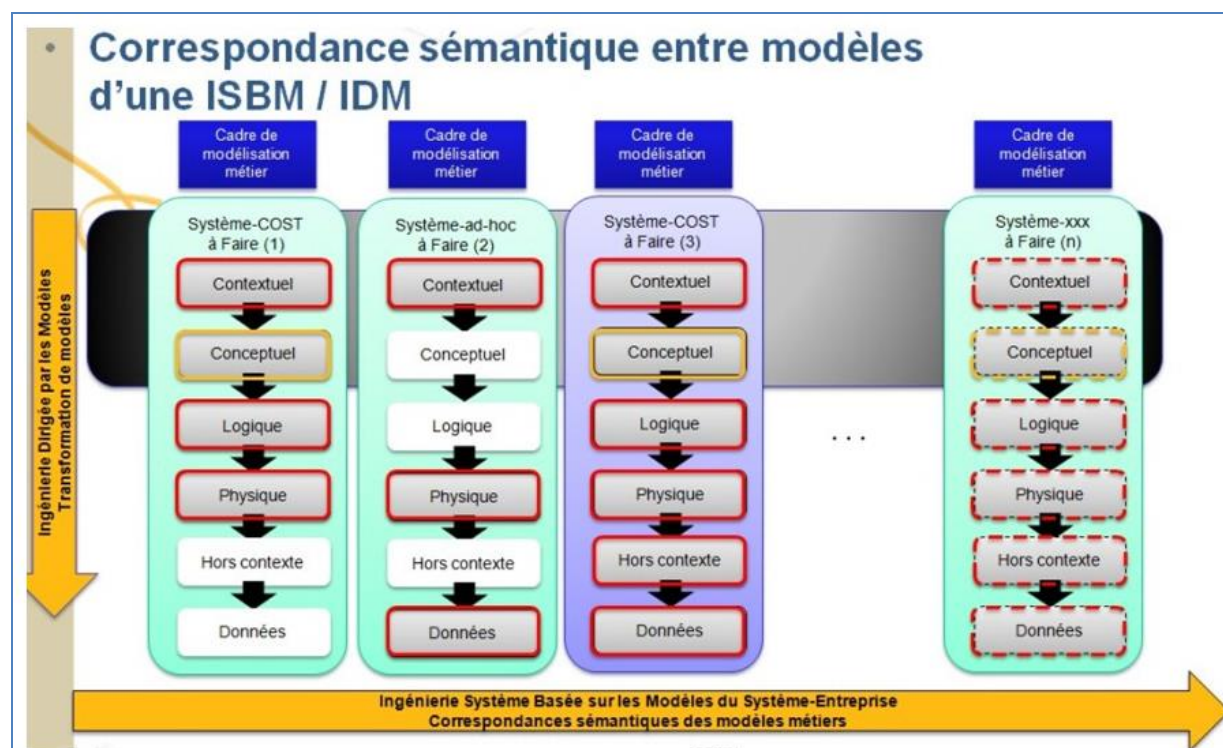 • Correspondance sémantique entre modèles
d'une ISBM / IDM
Cadre de
modélisation
métier
Cadre de
modélisation
métier
Cadre de
modélisation
métier
Cadre de
modélisation
métier
Système-COST
à Faire (1)
Contextuel
Conceptuel
Logique
Physique
Hors contexte
Données
Système-ad-hoc
à Faire (2)
Contextuel
Conceptuel
Logique
Physique
Hors contexte
Données
Système-COST
à Faire (3)
Contextuel
Conceptuel
Logique
Physique
Hors contexte
Données
...
Système-xxx
à Faire (n)
Contextuel
Conceptuel
Logique
Physique
Hors contexte
Données
Ingénierie Dirigée par les Modèles
Transformation de modèles
Ingénierie Système Basée sur les Modèles du Système-Entreprise
Correspondances sémantiques des modèles métiers